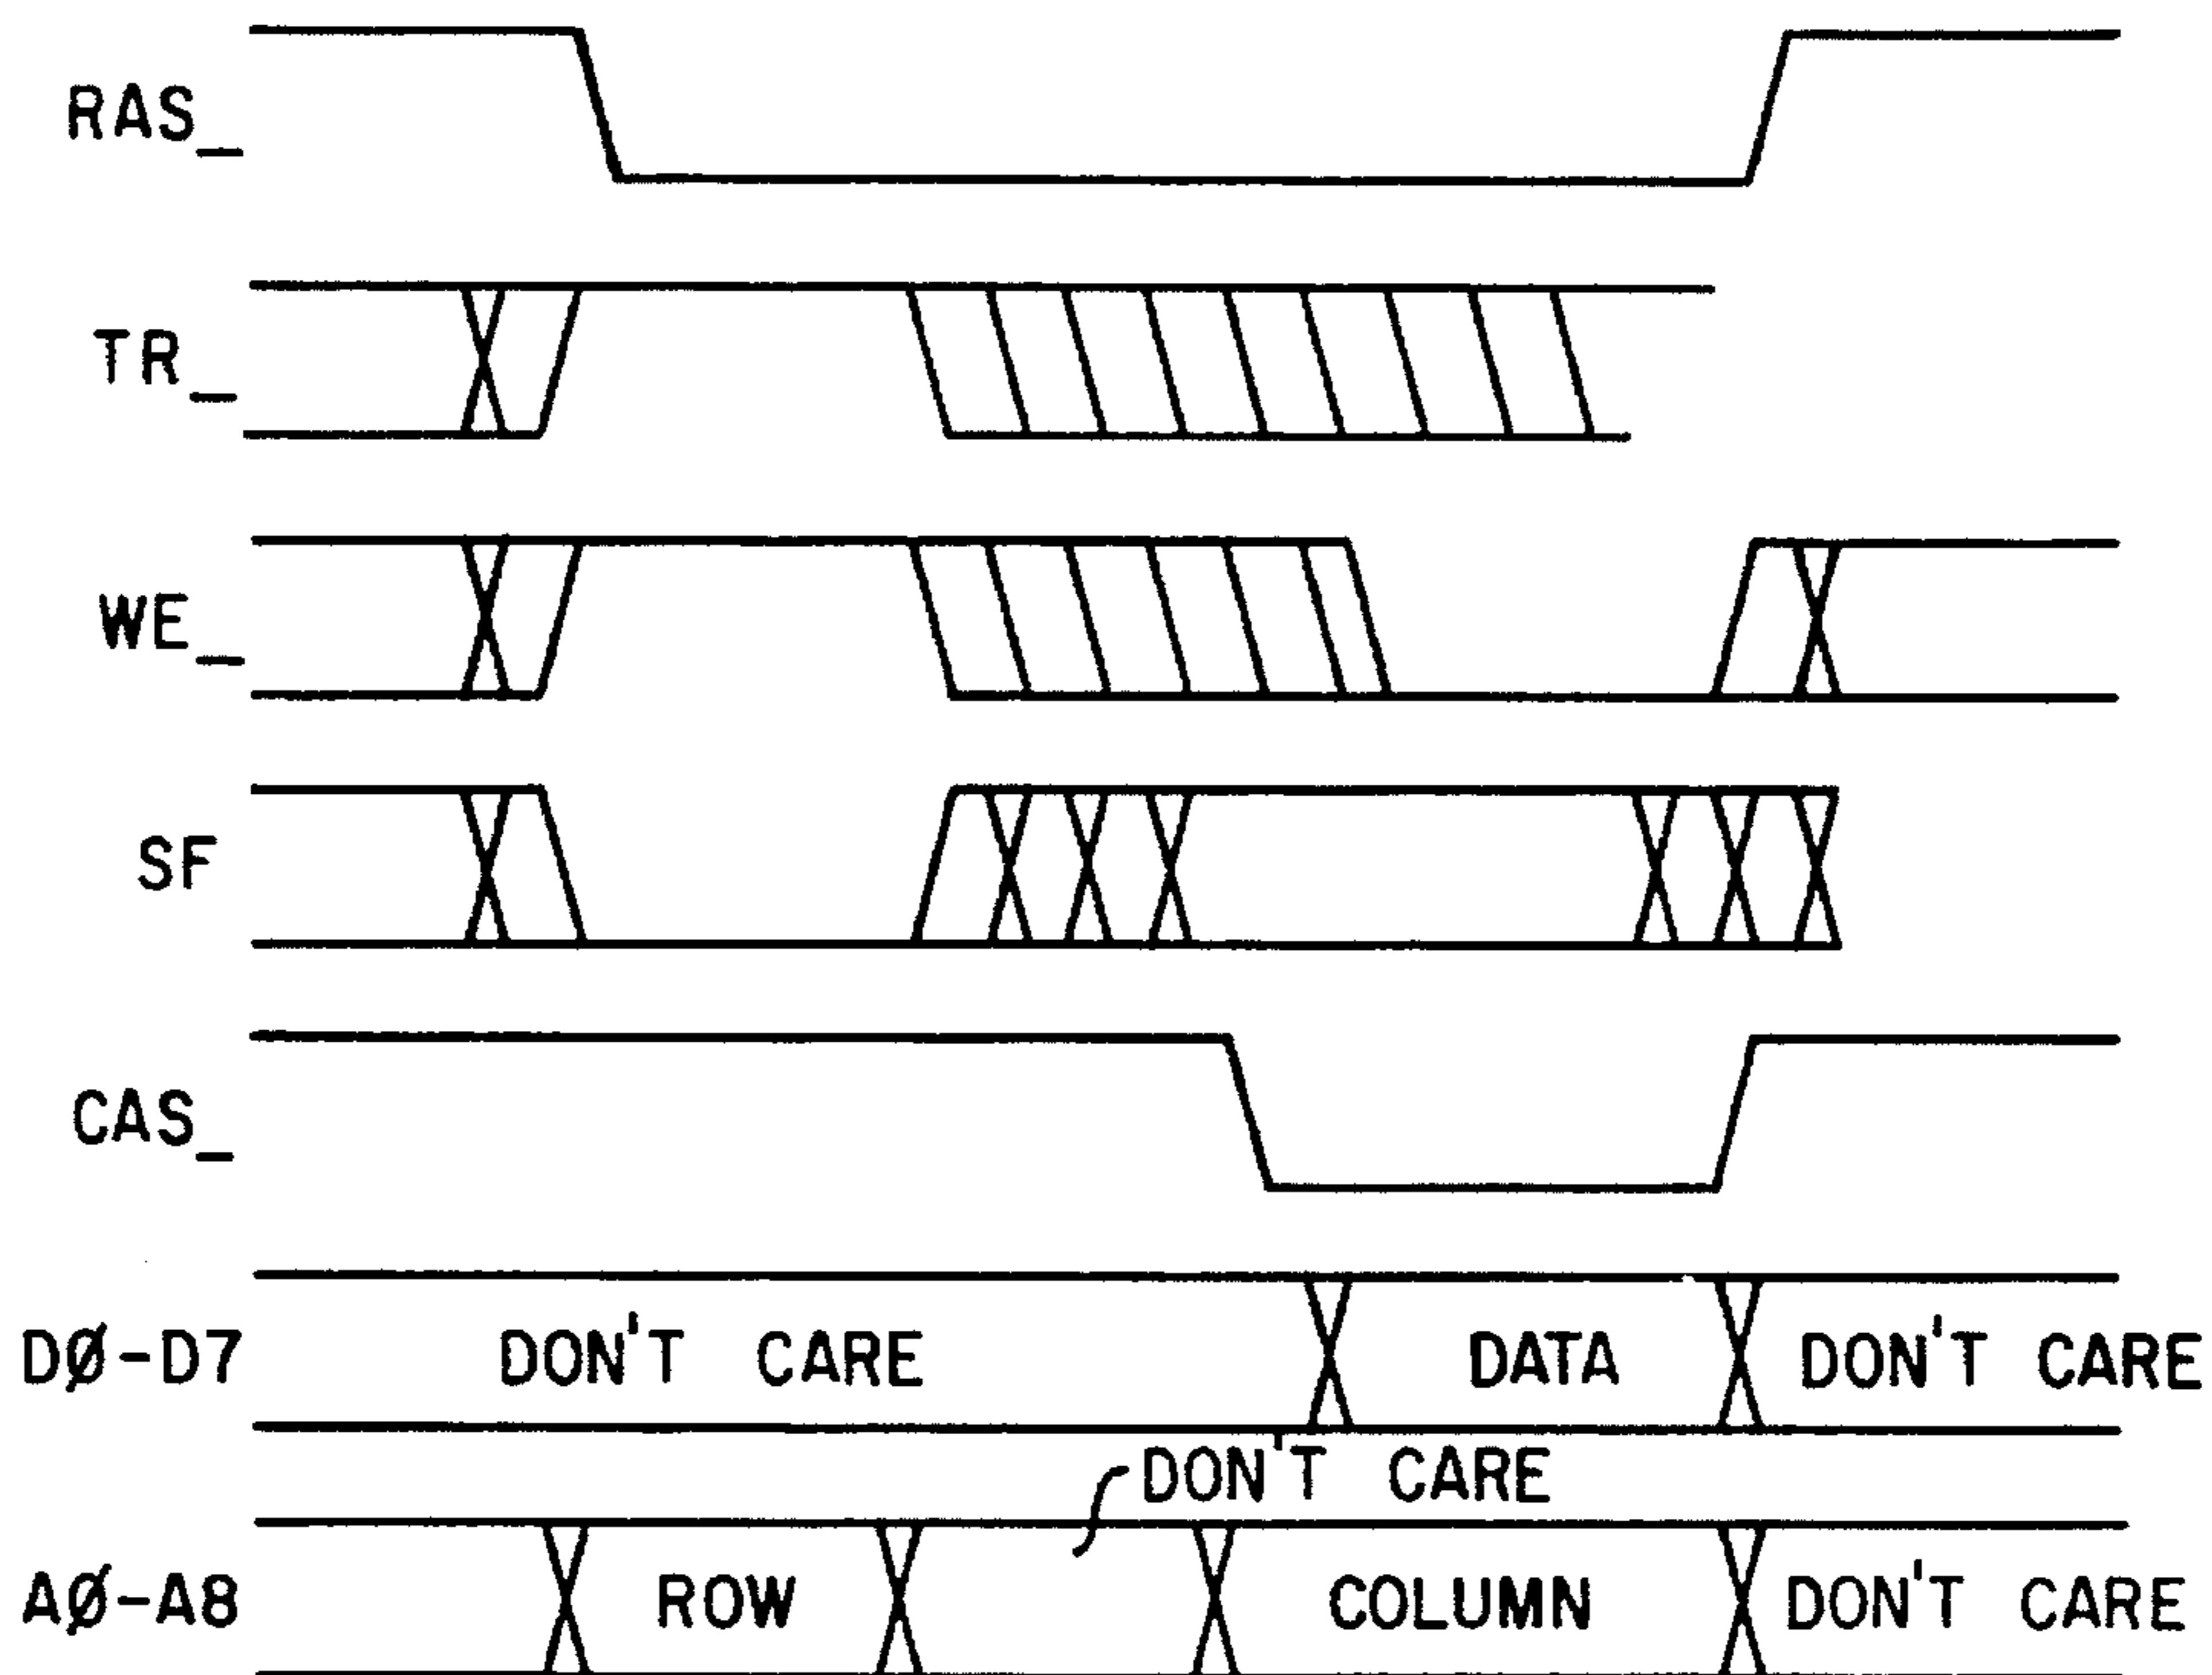 RAS_
TR_
WE_
SF
CAS_
DØ-D7 DON'T CARE DATA DON'T CARE
DON'T CARE
AØ-A8 ROW COLUMN DON'T CARE